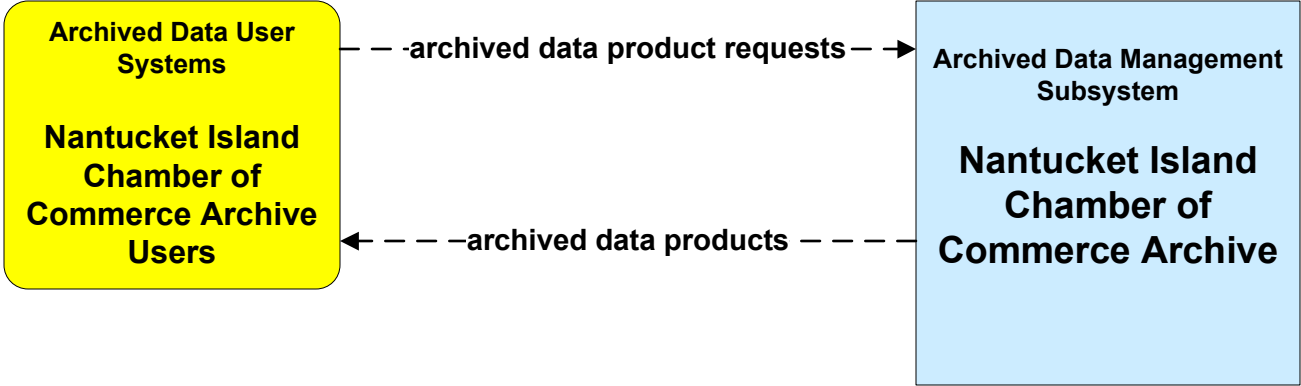 Archived Data User
Systems
Nantucket Island
Chamber of
Commerce Archive
Users
archived data product requests
archived data products
Archived Data Management
Subsystem
Nantucket Island
Chamber of
Commerce Archive